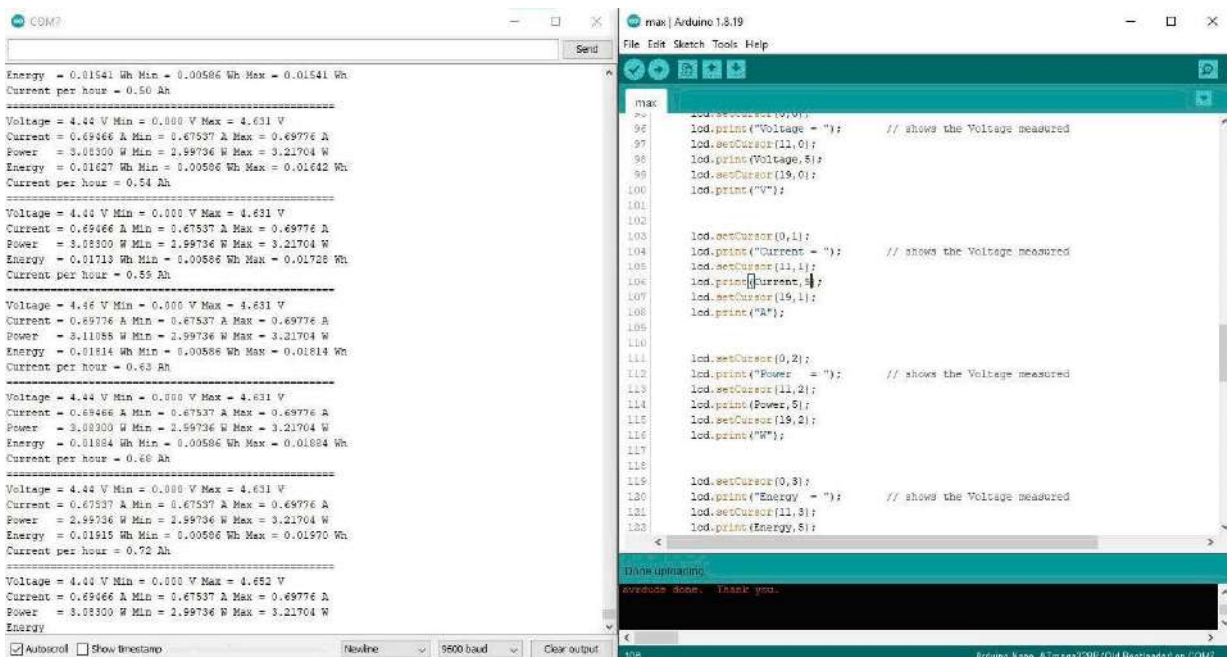 COM7
Send
Energy  = 0.01541 Wh Min = 0.00586 Wh Max = 0.01541 Wh
Current per hour = 0.50 Ah
====================================================
Voltage = 4.44 V Min = 0.000 V Max = 4.631 V
Current = 0.69466 A Min = 0.67537 A Max = 0.69776 A
Power   = 3.08300 W Min = 2.99736 W Max = 3.21704 W
Energy  = 0.01627 Wh Min = 0.00586 Wh Max = 0.01642 Wh
Current per hour = 0.54 Ah
====================================================
Voltage = 4.44 V Min = 0.000 V Max = 4.631 V
Current = 0.69466 A Min = 0.67537 A Max = 0.69776 A
Power   = 3.08300 W Min = 2.99736 W Max = 3.21704 W
Energy  = 0.01713 Wh Min = 0.00586 Wh Max = 0.01728 Wh
Current per hour = 0.59 Ah
====================================================
Voltage = 4.46 V Min = 0.000 V Max = 4.631 V
Current = 0.69776 A Min = 0.67537 A Max = 0.69776 A
Power   = 3.11055 W Min = 2.99736 W Max = 3.21704 W
Energy  = 0.01814 Wh Min = 0.00586 Wh Max = 0.01814 Wh
Current per hour = 0.63 Ah
====================================================
Voltage = 4.44 V Min = 0.000 V Max = 4.631 V
Current = 0.69466 A Min = 0.67537 A Max = 0.69776 A
Power   = 3.08300 W Min = 2.99736 W Max = 3.21704 W
Energy  = 0.01884 Wh Min = 0.00586 Wh Max = 0.01884 Wh
Current per hour = 0.68 Ah
====================================================
Voltage = 4.44 V Min = 0.000 V Max = 4.631 V
Current = 0.67537 A Min = 0.67537 A Max = 0.69776 A
Power   = 2.99736 W Min = 2.99736 W Max = 3.21704 W
Energy  = 0.01915 Wh Min = 0.00586 Wh Max = 0.01970 Wh
Current per hour = 0.72 Ah
====================================================
Voltage = 4.44 V Min = 0.000 V Max = 4.652 V
Current = 0.69466 A Min = 0.67537 A Max = 0.69776 A
Power   = 3.08300 W Min = 2.99736 W Max = 3.21704 W
Energy
Autoscroll Show timestamp Newline 9600 baud Clear output
max | Arduino 1.8.19
File Edit Sketch Tools Help
max
95 lcd.setCursor(0,0);
96 lcd.print("Voltage = ");      // shows the Voltage measured
97 lcd.setCursor(11,0);
98 lcd.print(Voltage,5);
99 lcd.setCursor(19,0);
100 lcd.print("V");
101
102
103 lcd.setCursor(0,1);
104 lcd.print("Current = ");      // shows the Voltage measured
105 lcd.setCursor(11,1);
106 lcd.print(Current,5);
107 lcd.setCursor(19,1);
108 lcd.print("A");
109
110
111 lcd.setCursor(0,2);
112 lcd.print("Power   = ");      // shows the Voltage measured
113 lcd.setCursor(11,2);
114 lcd.print(Power,5);
115 lcd.setCursor(19,2);
116 lcd.print("W");
117
118
119 lcd.setCursor(0,3);
120 lcd.print("Energy  = ");      // shows the Voltage measured
121 lcd.setCursor(11,3);
122 lcd.print(Energy,5);
Done uploading.
avrdude done.  Thank you.
106 Arduino Nano, ATmega328P (Old Bootloader) on COM7